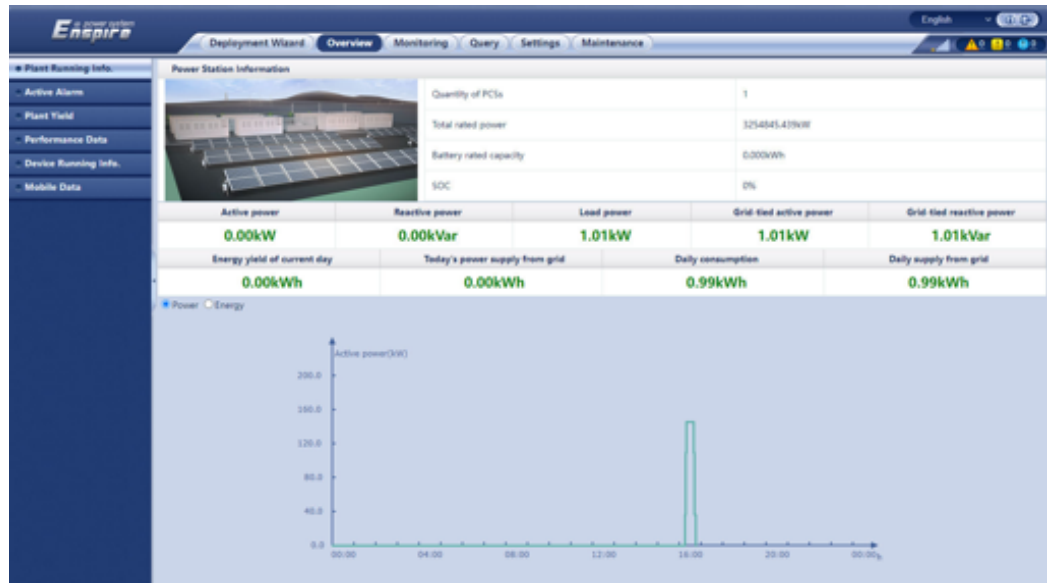 English
Enspire
e power system
Deployment Wizard Overview Monitoring Query Settings Maintenance
Plant Running Info.
Active Alarm
Plant Yield
Performance Data
Device Running Info.
Mobile Data
Power Station Information
Quantity of PCSs 1
Total rated power 3254845.439kW
Battery rated capacity 0.000kWh
SOC 0%
Active power Reactive power Load power Grid-tied active power Grid-tied reactive power
0.00kW 0.00kVar 1.01kW 1.01kW 1.01kVar
Energy yield of current day Today's power supply from grid Daily consumption Daily supply from grid
0.00kWh 0.00kWh 0.99kWh 0.99kWh
Power Energy
Active power(kW)
200.0
160.0
120.0
80.0
40.0
0.0
00:00 04:00 08:00 12:00 16:00 20:00 00:00 h